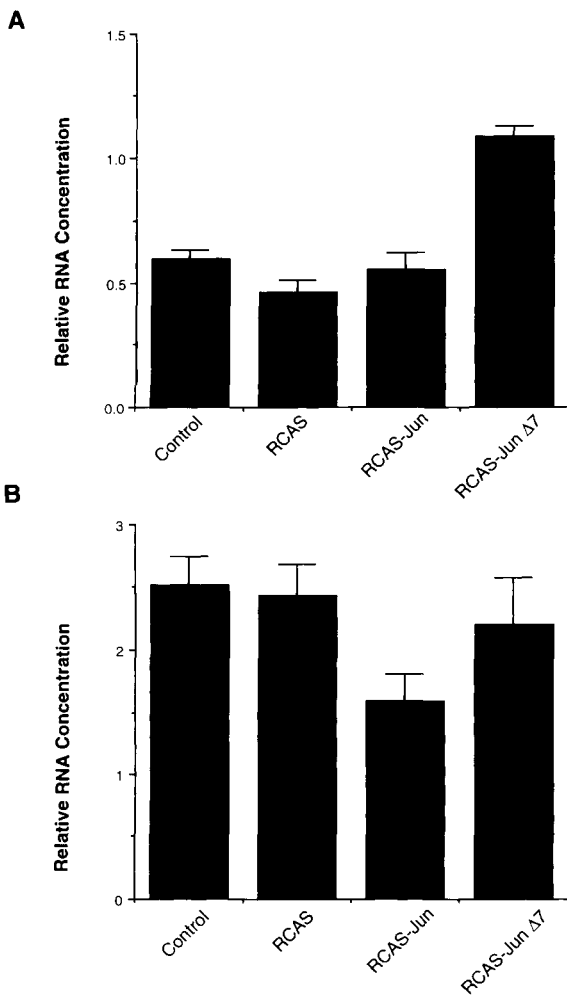 A
Relative RNA Concentration
1.5
1.0
0.5
0.0
Control
RCAS
RCAS-Jun
RCAS-Jun Δ7
B
Relative RNA Concentration
3
2
1
0
Control
RCAS
RCAS-Jun
RCAS-Jun Δ7